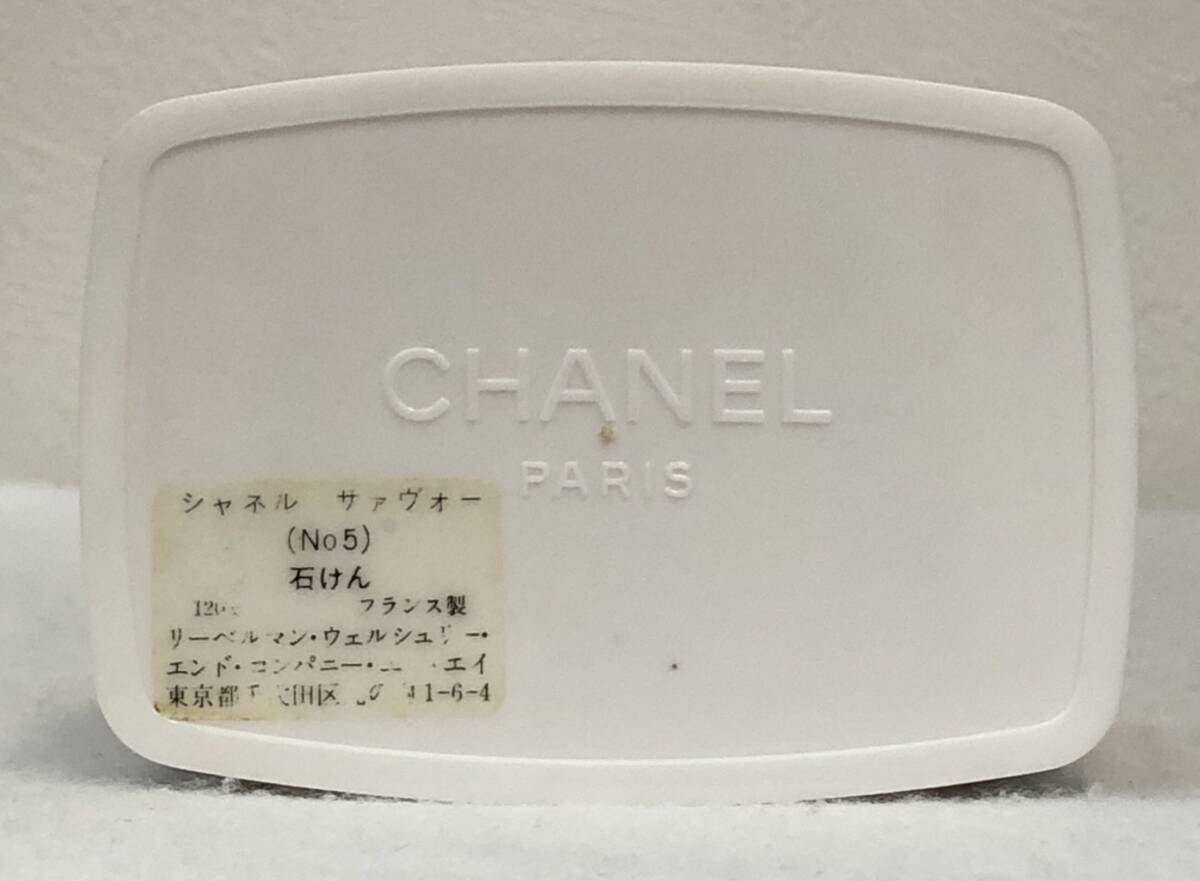 CHANEL
PARIS
シャネル サァヴォー
(No5)
石けん
フランス製
リーベルマン・ウェルシュリー・
エンド・コンパニー・ エイ
東京都 田区 1-6-4